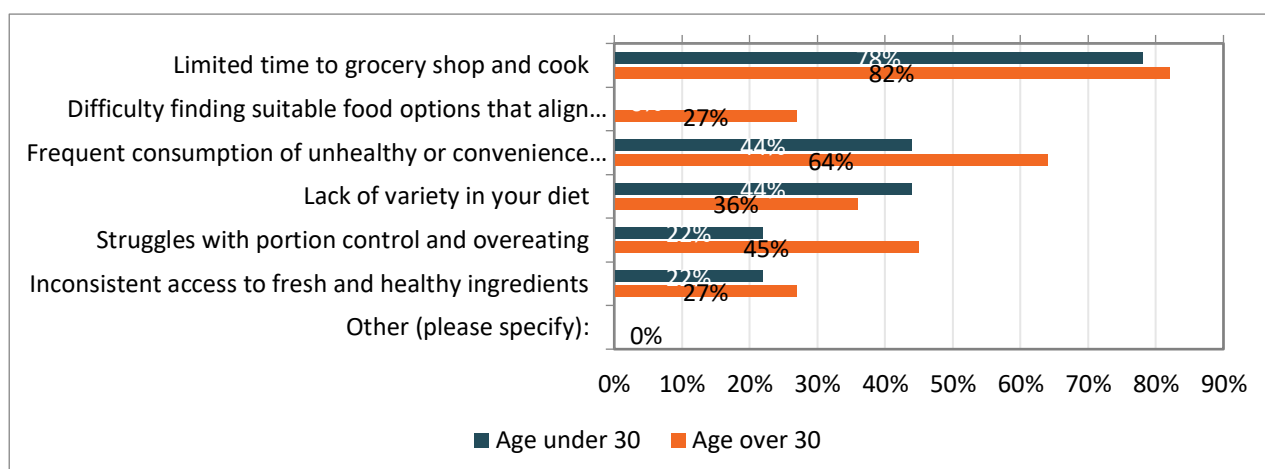 Limited time to grocery shop and cook
78%
82%
Difficulty finding suitable food options that align...
0%
27%
Frequent consumption of unhealthy or convenience...
44%
64%
Lack of variety in your diet
44%
36%
Struggles with portion control and overeating
22%
45%
Inconsistent access to fresh and healthy ingredients
22%
27%
Other (please specify):
0%
0% 10% 20% 30% 40% 50% 60% 70% 80% 90%
Age under 30 Age over 30